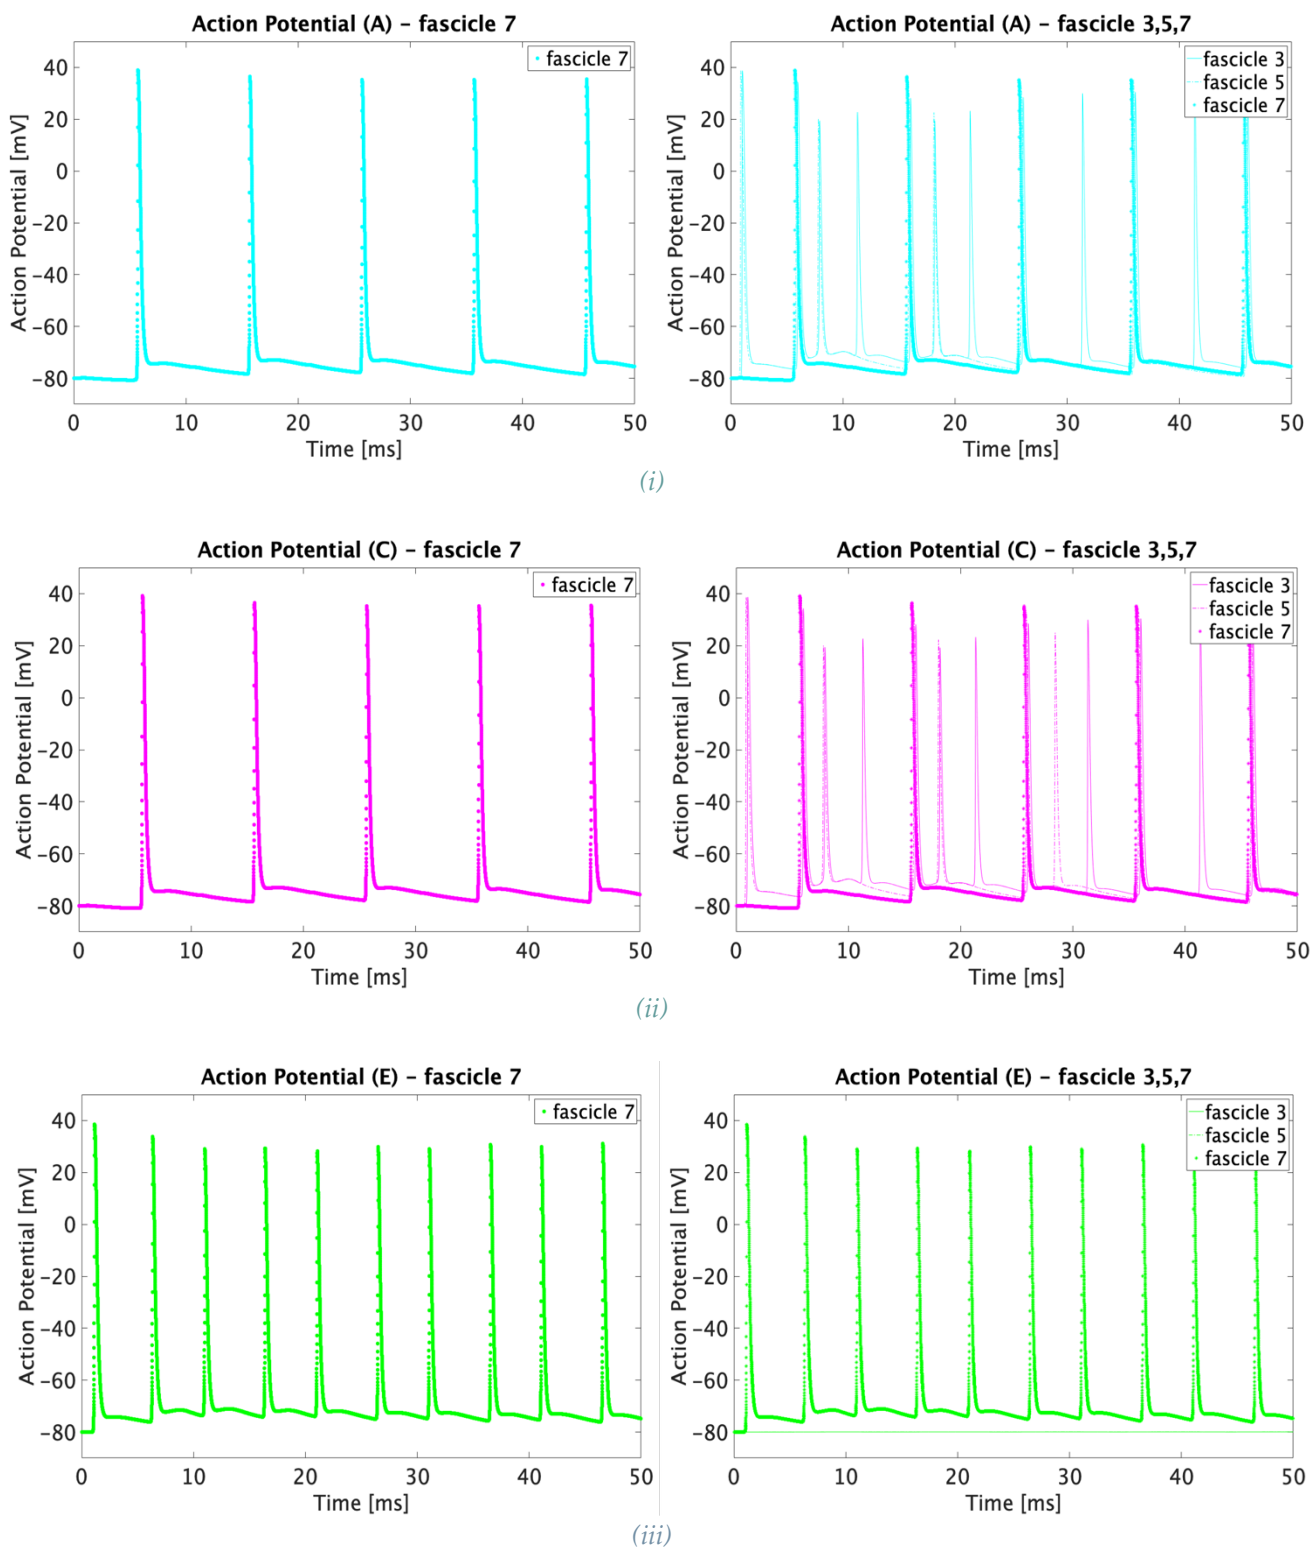 Action Potential (A) – fascicle 7
fascicle 7
40
20
0
−20
−40
−60
−80
Action Potential [mV]
0 10 20 30 40 50
Time [ms]
Action Potential (A) – fascicle 3,5,7
fascicle 3
fascicle 5
fascicle 7
40
20
0
−20
−40
−60
−80
Action Potential [mV]
0 10 20 30 40 50
Time [ms]
(i)
Action Potential (C) – fascicle 7
fascicle 7
40
20
0
−20
−40
−60
−80
Action Potential [mV]
0 10 20 30 40 50
Time [ms]
Action Potential (C) – fascicle 3,5,7
fascicle 3
fascicle 5
fascicle 7
40
20
0
−20
−40
−60
−80
Action Potential [mV]
0 10 20 30 40 50
Time [ms]
(ii)
Action Potential (E) – fascicle 7
fascicle 7
40
20
0
−20
−40
−60
−80
Action Potential [mV]
0 10 20 30 40 50
Time [ms]
Action Potential (E) – fascicle 3,5,7
fascicle 3
fascicle 5
fascicle 7
40
20
0
−20
−40
−60
−80
Action Potential [mV]
0 10 20 30 40 50
Time [ms]
(iii)